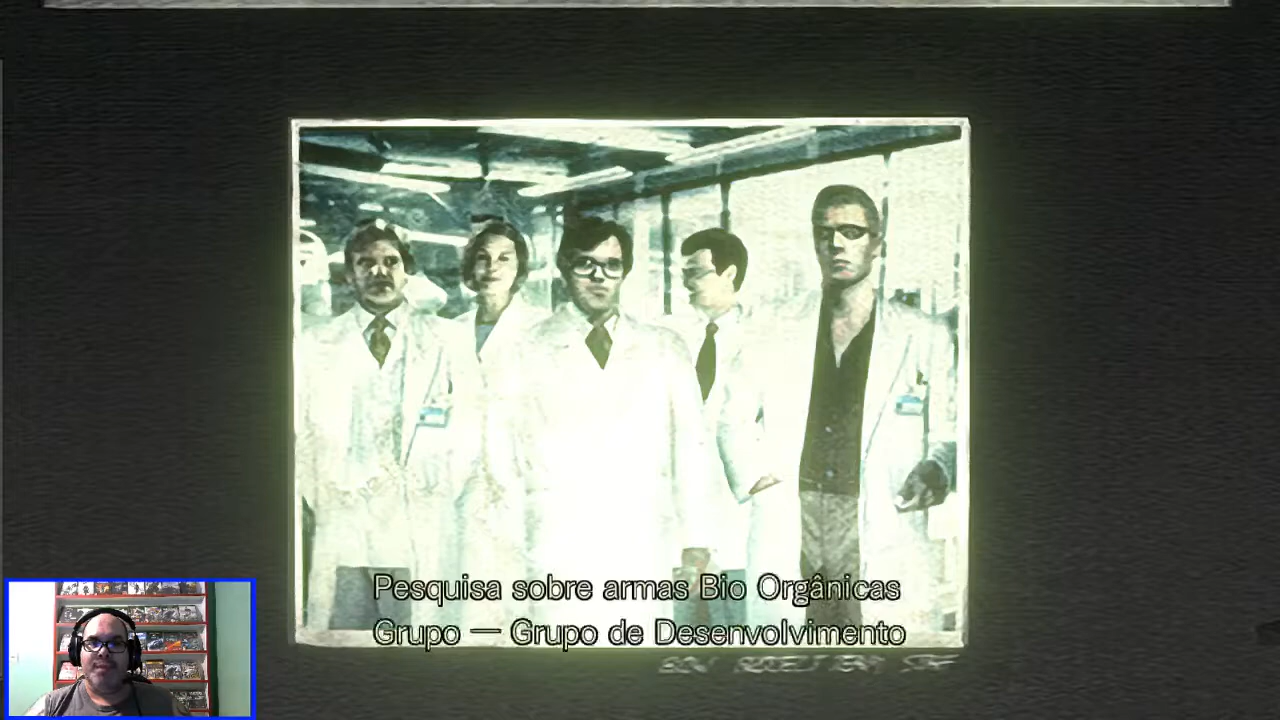 Pesquisa sobre armas Bio Orgânicas
Grupo — Grupo de Desenvolvimento